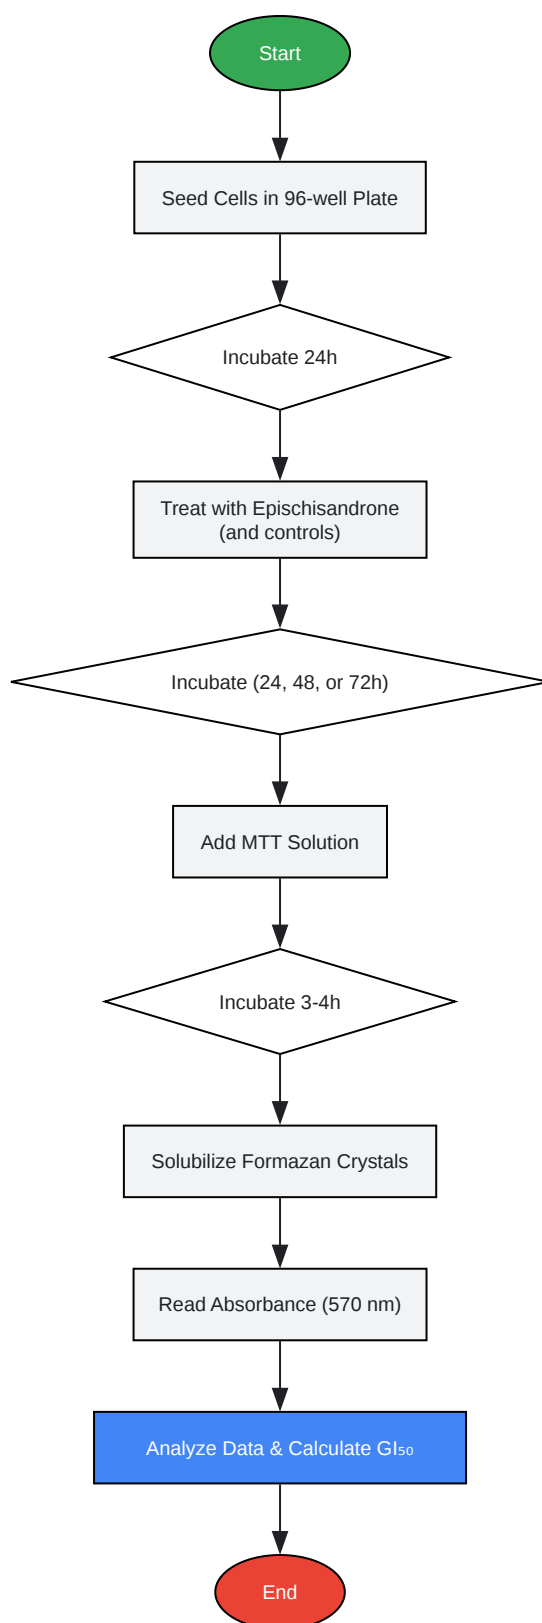 Start
Seed Cells in 96-well Plate
Incubate 24h
Treat with Epischisandrone
(and controls)
Incubate (24, 48, or 72h)
Add MTT Solution
Incubate 3-4h
Solubilize Formazan Crystals
Read Absorbance (570 nm)
Analyze Data & Calculate GI₅₀
End